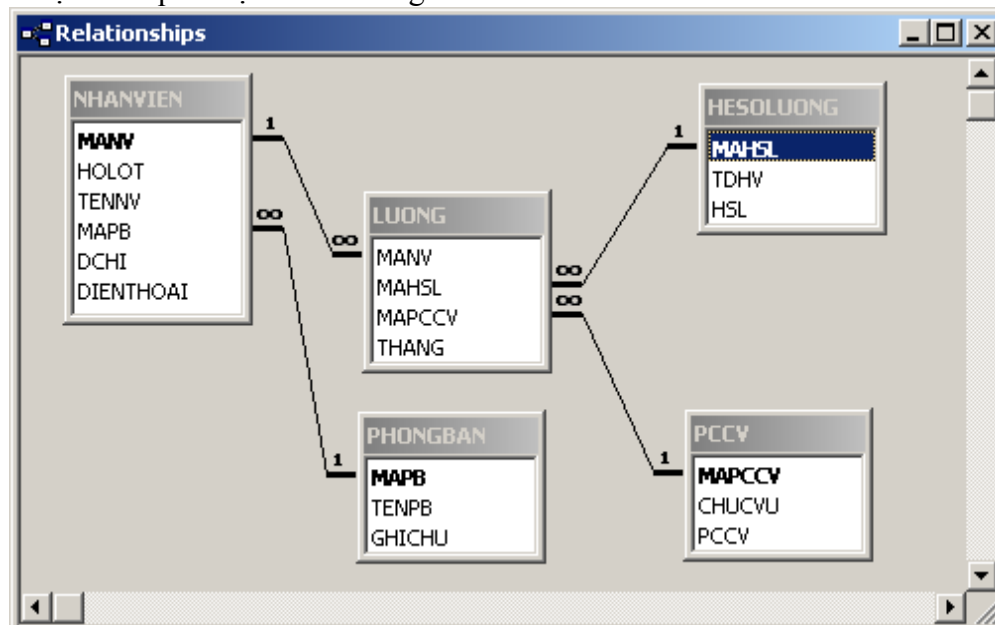 Relationships
NHANVIEN
MANV
HOLOT
TENNV
MAPB
DCHI
DIENTHOAI
1
∞
LUONG
MANV
MAHSL
MAPCCV
THANG
∞
∞
∞
HESOLUONG
MAHSL
TDHV
HSL
1
PHONGBAN
MAPB
TENPB
GHICHU
1
PCCV
MAPCCV
CHUCVU
PCCV
1